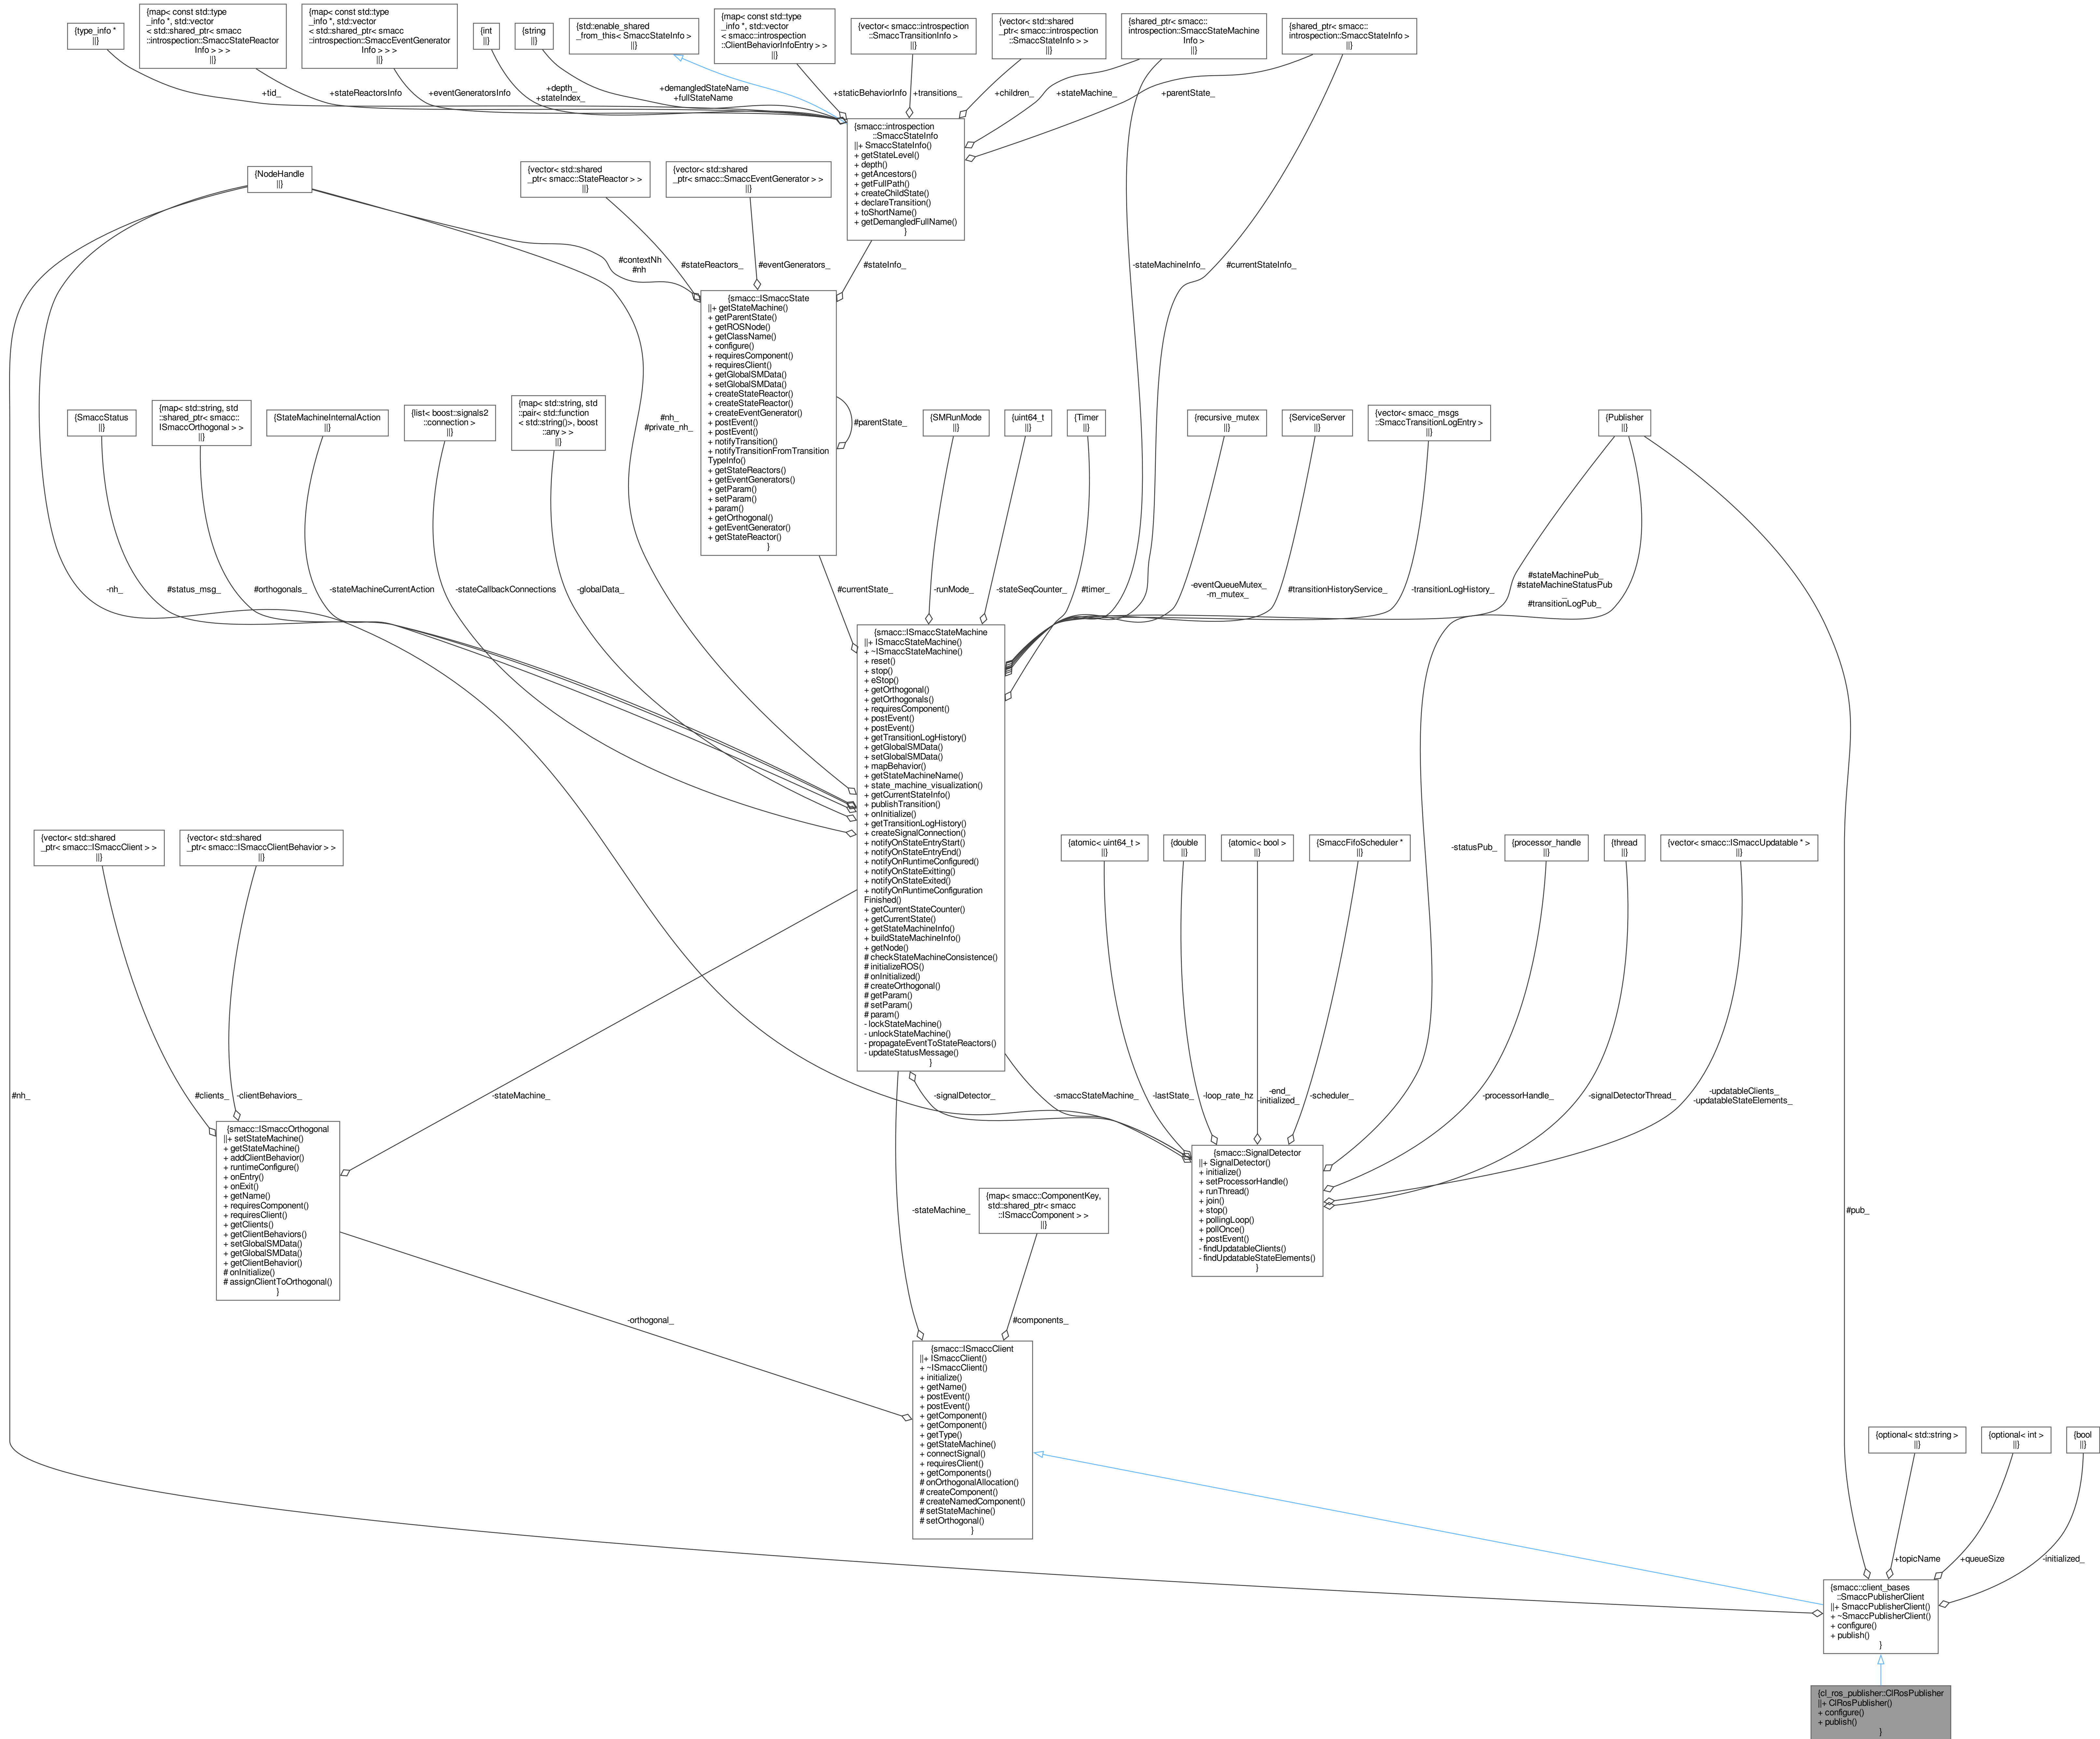 {type_info *
||}
{map< const std::type
_info *, std::vector
< std::shared_ptr< smacc
::introspection::SmaccStateReactor
Info > > >
||}
{map< const std::type
_info *, std::vector
< std::shared_ptr< smacc
::introspection::SmaccEventGenerator
Info > > >
||}
{int
||}
{string
||}
{std::enable_shared
_from_this< SmaccStateInfo >
||}
{map< const std::type
_info *, std::vector
< smacc::introspection
::ClientBehaviorInfoEntry > >
||}
{vector< smacc::introspection
::SmaccTransitionInfo >
||}
{vector< std::shared
_ptr< smacc::introspection
::SmaccStateInfo > >
||}
{shared_ptr< smacc::
introspection::SmaccStateMachine
Info >
||}
{shared_ptr< smacc::
introspection::SmaccStateInfo >
||}
+tid_
+stateReactorsInfo
+eventGeneratorsInfo
+depth_
+stateIndex_
+demangledStateName
+fullStateName
+staticBehaviorInfo
+transitions_
+children_
+stateMachine_
+parentState_
{smacc::introspection
::SmaccStateInfo
||+ SmaccStateInfo()
+ getStateLevel()
+ depth()
+ getAncestors()
+ getFullPath()
+ createChildState()
+ declareTransition()
+ toShortName()
+ getDemangledFullName()
}
{NodeHandle
||}
{vector< std::shared
_ptr< smacc::StateReactor > >
||}
{vector< std::shared
_ptr< smacc::SmaccEventGenerator > >
||}
#contextNh
#nh
#stateReactors_
#eventGenerators_
#stateInfo_
-stateMachineInfo_
#currentStateInfo_
{smacc::ISmaccState
||+ getStateMachine()
+ getParentState()
+ getROSNode()
+ getClassName()
+ configure()
+ requiresComponent()
+ requiresClient()
+ getGlobalSMData()
+ setGlobalSMData()
+ createStateReactor()
+ createStateReactor()
+ createEventGenerator()
+ postEvent()
+ postEvent()
+ notifyTransition()
+ notifyTransitionFromTransition
TypeInfo()
+ getStateReactors()
+ getEventGenerators()
+ getParam()
+ setParam()
+ param()
+ getOrthogonal()
+ getEventGenerator()
+ getStateReactor()
}
#parentState_
{SmaccStatus
||}
{map< std::string, std
::shared_ptr< smacc::
ISmaccOrthogonal > >
||}
{StateMachineInternalAction
||}
{list< boost::signals2
::connection >
||}
{map< std::string, std
::pair< std::function
< std::string()>, boost
::any > >
||}
#nh_
#private_nh_
{SMRunMode
||}
{uint64_t
||}
{Timer
||}
{recursive_mutex
||}
{ServiceServer
||}
{vector< smacc_msgs
::SmaccTransitionLogEntry >
||}
{Publisher
||}
-nh_
#status_msg_
#orthogonals_
-stateMachineCurrentAction
-stateCallbackConnections
-globalData_
#currentState_
-runMode_
-stateSeqCounter_
#timer_
-eventQueueMutex_
-m_mutex_
#transitionHistoryService_
-transitionLogHistory_
#stateMachinePub_
#stateMachineStatusPub
_
#transitionLogPub_
{smacc::ISmaccStateMachine
||+ ISmaccStateMachine()
+ ~ISmaccStateMachine()
+ reset()
+ stop()
+ eStop()
+ getOrthogonal()
+ getOrthogonals()
+ requiresComponent()
+ postEvent()
+ postEvent()
+ getTransitionLogHistory()
+ getGlobalSMData()
+ setGlobalSMData()
+ mapBehavior()
+ getStateMachineName()
+ state_machine_visualization()
+ getCurrentStateInfo()
+ publishTransition()
+ onInitialize()
+ getTransitionLogHistory()
+ createSignalConnection()
+ notifyOnStateEntryStart()
+ notifyOnStateEntryEnd()
+ notifyOnRuntimeConfigured()
+ notifyOnStateExitting()
+ notifyOnStateExited()
+ notifyOnRuntimeConfiguration
Finished()
+ getCurrentStateCounter()
+ getCurrentState()
+ getStateMachineInfo()
+ buildStateMachineInfo()
+ getNode()
# checkStateMachineConsistence()
# initializeROS()
# onInitialized()
# createOrthogonal()
# getParam()
# setParam()
# param()
- lockStateMachine()
- unlockStateMachine()
- propagateEventToStateReactors()
- updateStatusMessage()
}
{vector< std::shared
_ptr< smacc::ISmaccClient > >
||}
{vector< std::shared
_ptr< smacc::ISmaccClientBehavior > >
||}
{atomic< uint64_t >
||}
{double
||}
{atomic< bool >
||}
{SmaccFifoScheduler *
||}
-statusPub_
{processor_handle
||}
{thread
||}
{vector< smacc::ISmaccUpdatable * >
||}
#nh_
#clients_
-clientBehaviors_
-stateMachine_
-signalDetector_
-smaccStateMachine_
-lastState_
-loop_rate_hz
-end_
-initialized_
-scheduler_
-processorHandle_
-signalDetectorThread_
-updatableClients_
-updatableStateElements_
#pub_
{smacc::ISmaccOrthogonal
||+ setStateMachine()
+ getStateMachine()
+ addClientBehavior()
+ runtimeConfigure()
+ onEntry()
+ onExit()
+ getName()
+ requiresComponent()
+ requiresClient()
+ getClients()
+ getClientBehaviors()
+ setGlobalSMData()
+ getGlobalSMData()
+ getClientBehavior()
# onInitialize()
# assignClientToOrthogonal()
}
{smacc::SignalDetector
||+ SignalDetector()
+ initialize()
+ setProcessorHandle()
+ runThread()
+ join()
+ stop()
+ pollingLoop()
+ pollOnce()
+ postEvent()
- findUpdatableClients()
- findUpdatableStateElements()
}
-stateMachine_
{map< smacc::ComponentKey,
std::shared_ptr< smacc
::ISmaccComponent > >
||}
-orthogonal_
#components_
{smacc::ISmaccClient
||+ ISmaccClient()
+ ~ISmaccClient()
+ initialize()
+ getName()
+ postEvent()
+ postEvent()
+ getComponent()
+ getComponent()
+ getType()
+ getStateMachine()
+ connectSignal()
+ requiresClient()
+ getComponents()
# onOrthogonalAllocation()
# createComponent()
# createNamedComponent()
# setStateMachine()
# setOrthogonal()
}
{optional< std::string >
||}
{optional< int >
||}
{bool
||}
+topicName
+queueSize
-initialized_
{smacc::client_bases
::SmaccPublisherClient
||+ SmaccPublisherClient()
+ ~SmaccPublisherClient()
+ configure()
+ publish()
}
{cl_ros_publisher::ClRosPublisher
||+ ClRosPublisher()
+ configure()
+ publish()
}